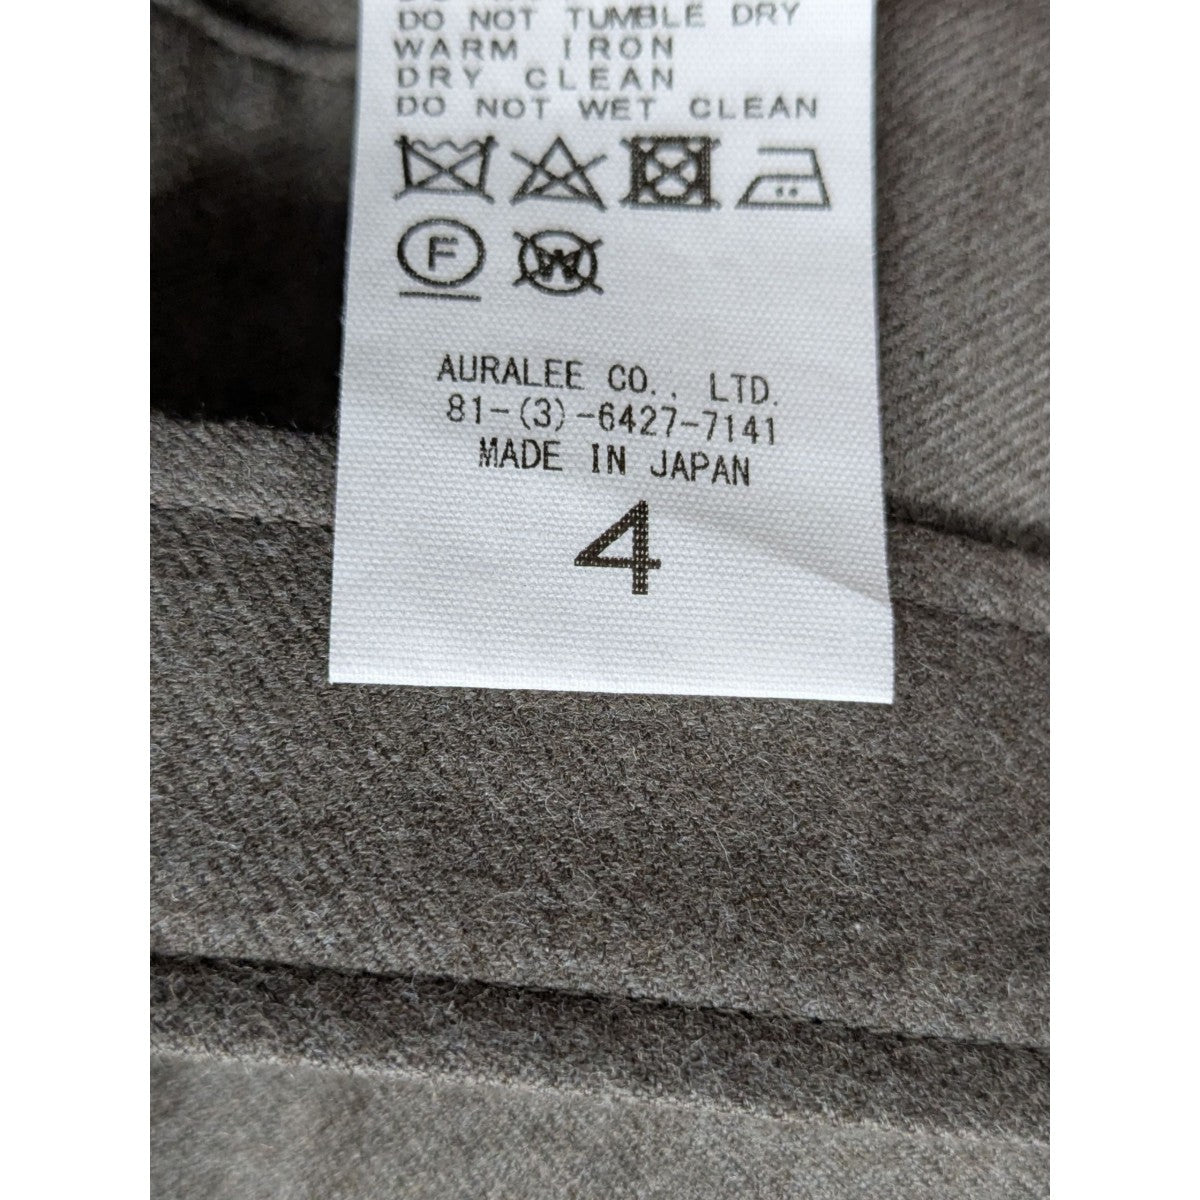 DO NOT TUMBLE DRY
WARM IRON
DRY CLEAN
DO NOT WET CLEAN
F W
AURALEE CO., LTD.
81-(3)-6427-7141
MADE IN JAPAN
4